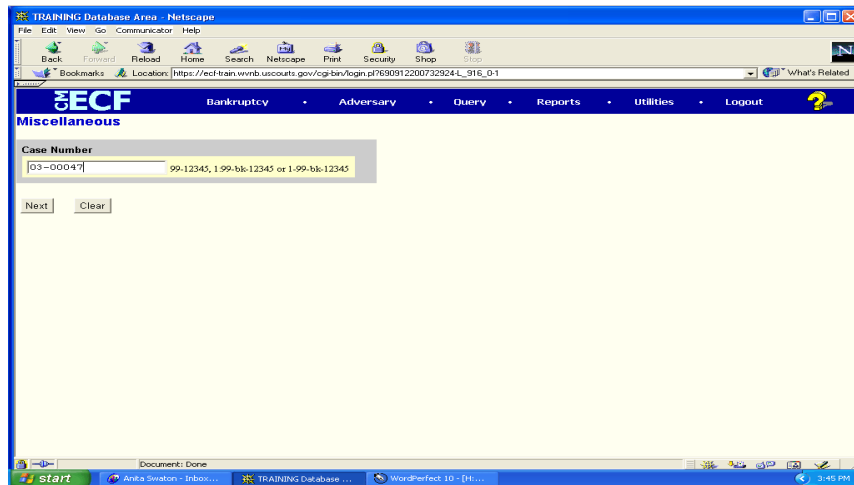 TRAINING Database Area - Netscape
File Edit View Go Communicator Help
Back Forward Reload Home Search Netscape Print Security Shop Stop
Bookmarks Location: https://ecf-train.wvnb.uscourts.gov/cgi-bin/login.pl?690912200732924-L_916_0-1 What's Related
CM ECF Bankruptcy • Adversary • Query • Reports • Utilities • Logout ?
Miscellaneous
Case Number
03-00047 99-12345, 1:99-bk-12345 or 1-99-bk-12345
Next Clear
Document: Done
start Anita Swaton - Inbox... TRAINING Database ... WordPerfect 10 - [H:... 3:45 PM